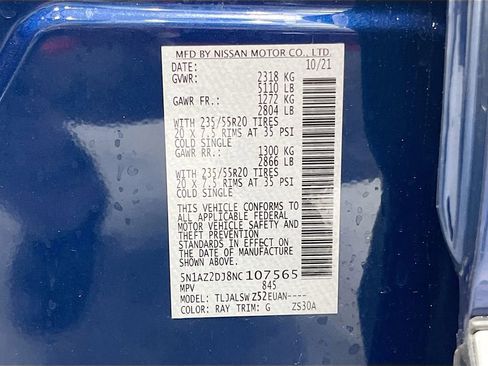 MFD BY NISSAN MOTOR CO., LTD.
DATE: 10/21
GVWR: 2318 KG
5110 LB
GAWR FR.: 1272 KG
2804 LB
WITH 235/55R20 TIRES
20 X 7.5 RIMS AT 35 PSI
COLD SINGLE
GAWR RR.: 1300 KG
2866 LB
WITH 235/55R20 TIRES
20 X 7.5 RIMS AT 35 PSI
COLD SINGLE
THIS VEHICLE CONFORMS TO
ALL APPLICABLE FEDERAL
MOTOR VEHICLE SAFETY
AND THEFT PREVENTION
STANDARDS IN EFFECT ON
THE DATE OF MANUFACTURE
SHOWN ABOVE.
5N1AZ2DJ8NC107565
MPV 845
MODEL: TLJALSWZ52EUAN----
COLOR: RAY TRIM: G ZS30A